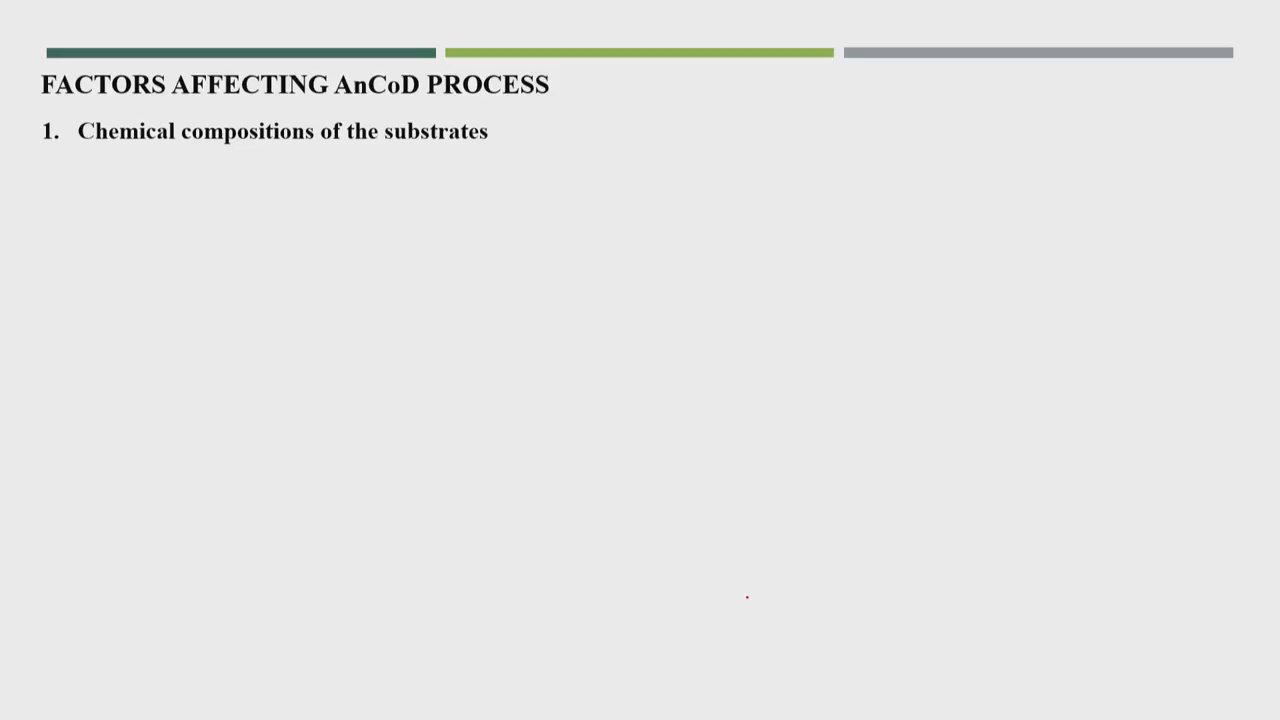 FACTORS AFFECTING AnCoD PROCESS
1. Chemical compositions of the substrates